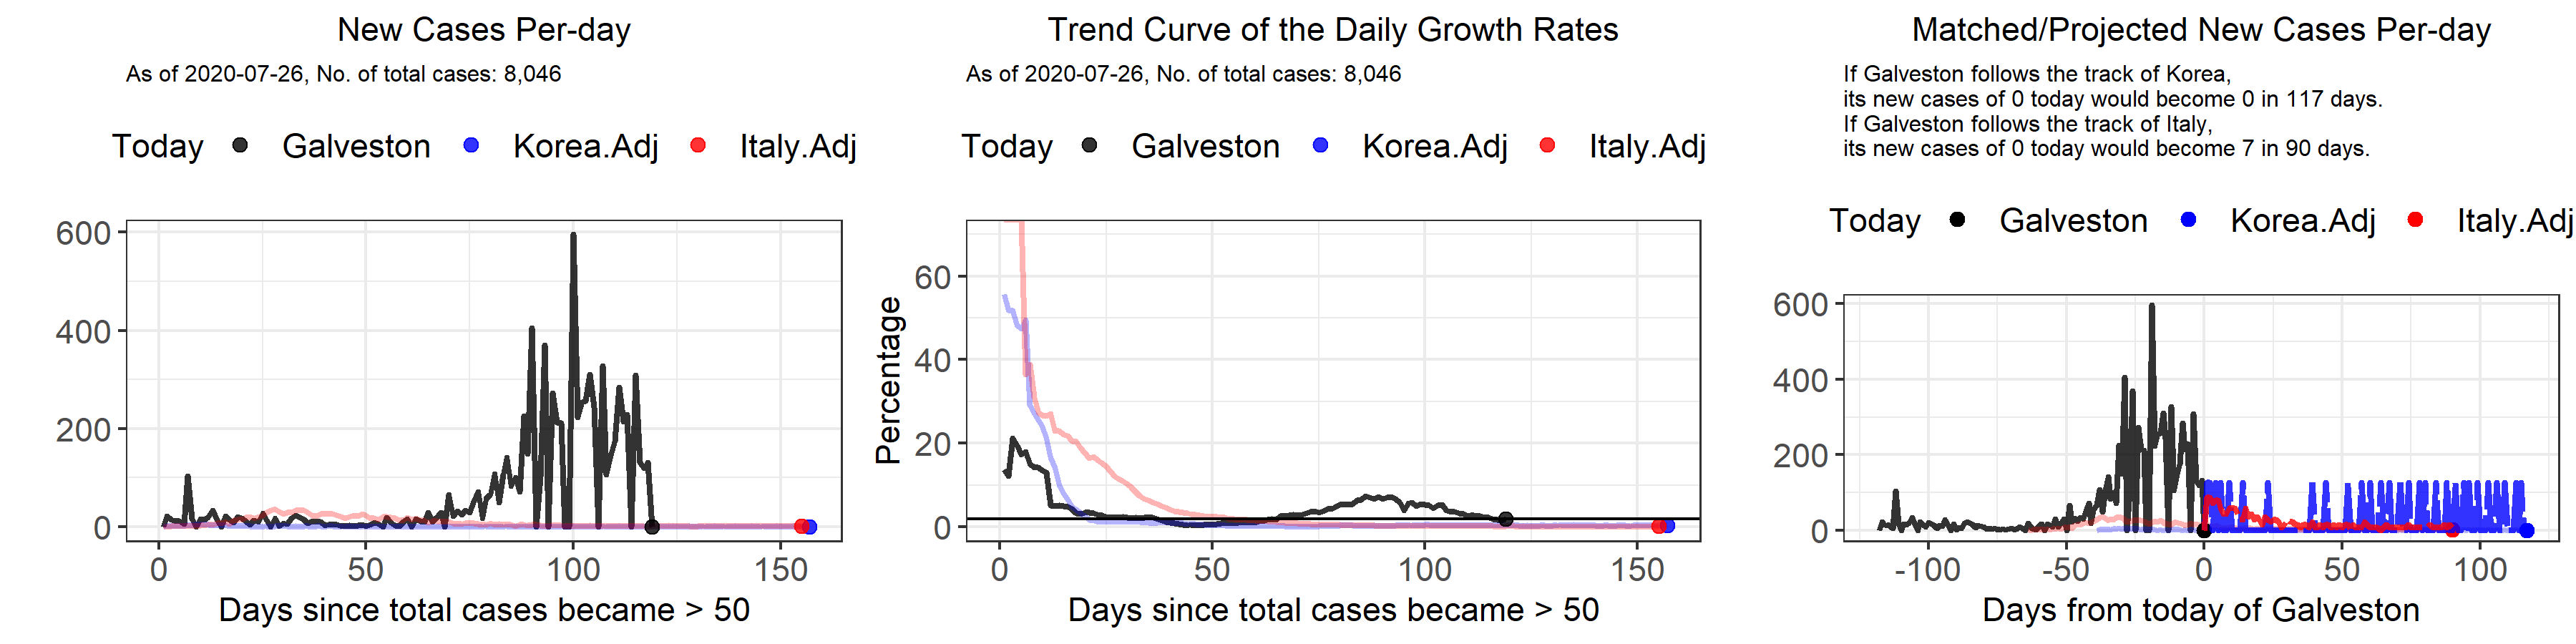 New Cases Per-day
As of 2020-07-26, No. of total cases: 8,046
Today Galveston Korea.Adj Italy.Adj
600
400
200
0
0 50 100 150
Days since total cases became > 50
Trend Curve of the Daily Growth Rates
As of 2020-07-26, No. of total cases: 8,046
Today Galveston Korea.Adj Italy.Adj
Percentage
60
40
20
0
0 50 100 150
Days since total cases became > 50
Matched/Projected New Cases Per-day
If Galveston follows the track of Korea,
its new cases of 0 today would become 0 in 117 days.
If Galveston follows the track of Italy,
its new cases of 0 today would become 7 in 90 days.
Today Galveston Korea.Adj Italy.Adj
600
400
200
0
-100 -50 0 50 100
Days from today of Galveston